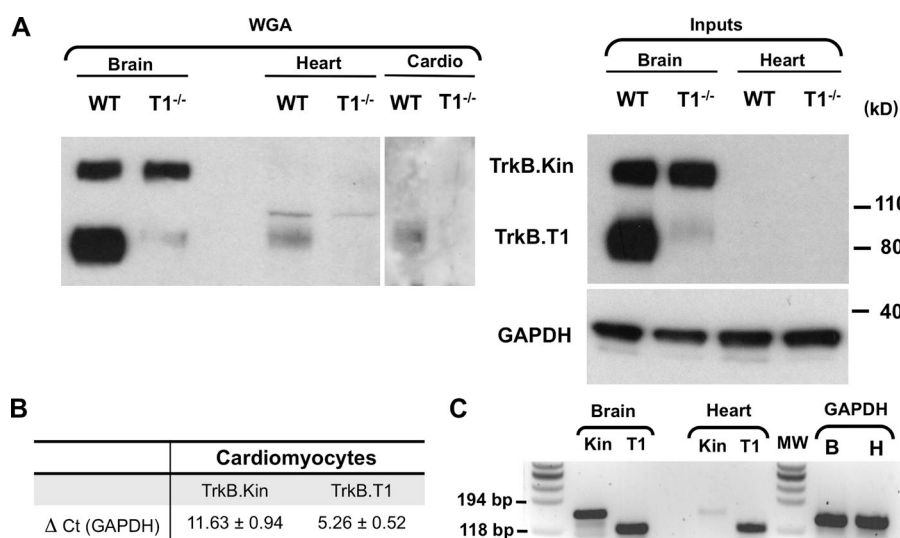 A
WGA
Brain Heart Cardio
WT T1-/- WT T1-/- WT T1-/-
Inputs
Brain Heart
WT T1-/- WT T1-/- (kD)
TrkB.Kin
110
TrkB.T1
80
40
GAPDH
B
Cardiomyocytes
TrkB.Kin TrkB.T1
Δ Ct (GAPDH) 11.63 ± 0.94 5.26 ± 0.52
C
Brain Heart GAPDH
Kin T1 Kin T1 MW B H
194 bp
118 bp